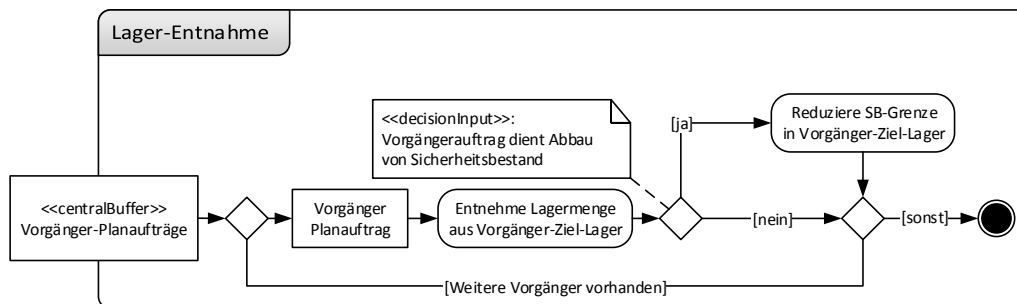 Lager-Entnahme
<<decisionInput>>:
Vorgängerauftrag dient Abbau
von Sicherheitsbestand
[ja]
Reduziere SB-Grenze
in Vorgänger-Ziel-Lager
<<centralBuffer>>
Vorgänger-Planaufträge
Vorgänger
Planauftrag
Entnehme Lagermenge
aus Vorgänger-Ziel-Lager
[nein]
[sonst]
[Weitere Vorgänger vorhanden]